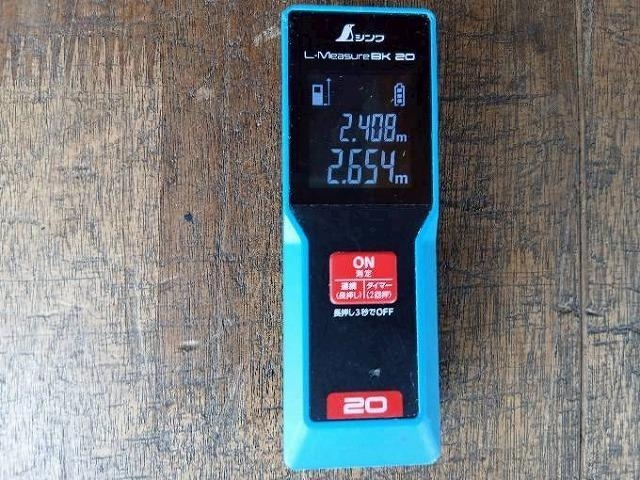 シンワ
L-Measure BK 20
2.408m
2.654m
ON
測定
連続 タイマー
(長押し) (2回押)
長押し3秒でOFF
20